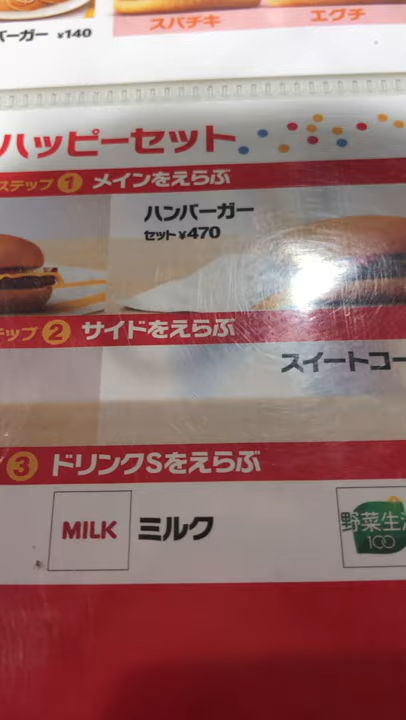 バーガー ¥140
スパチキ
エグチ
ハッピーセット
ステップ 1 メインをえらぶ
ハンバーガー
セット¥470
テップ 2 サイドをえらぶ
スイートコー
3 ドリンクSをえらぶ
MILK ミルク
野菜生活
100